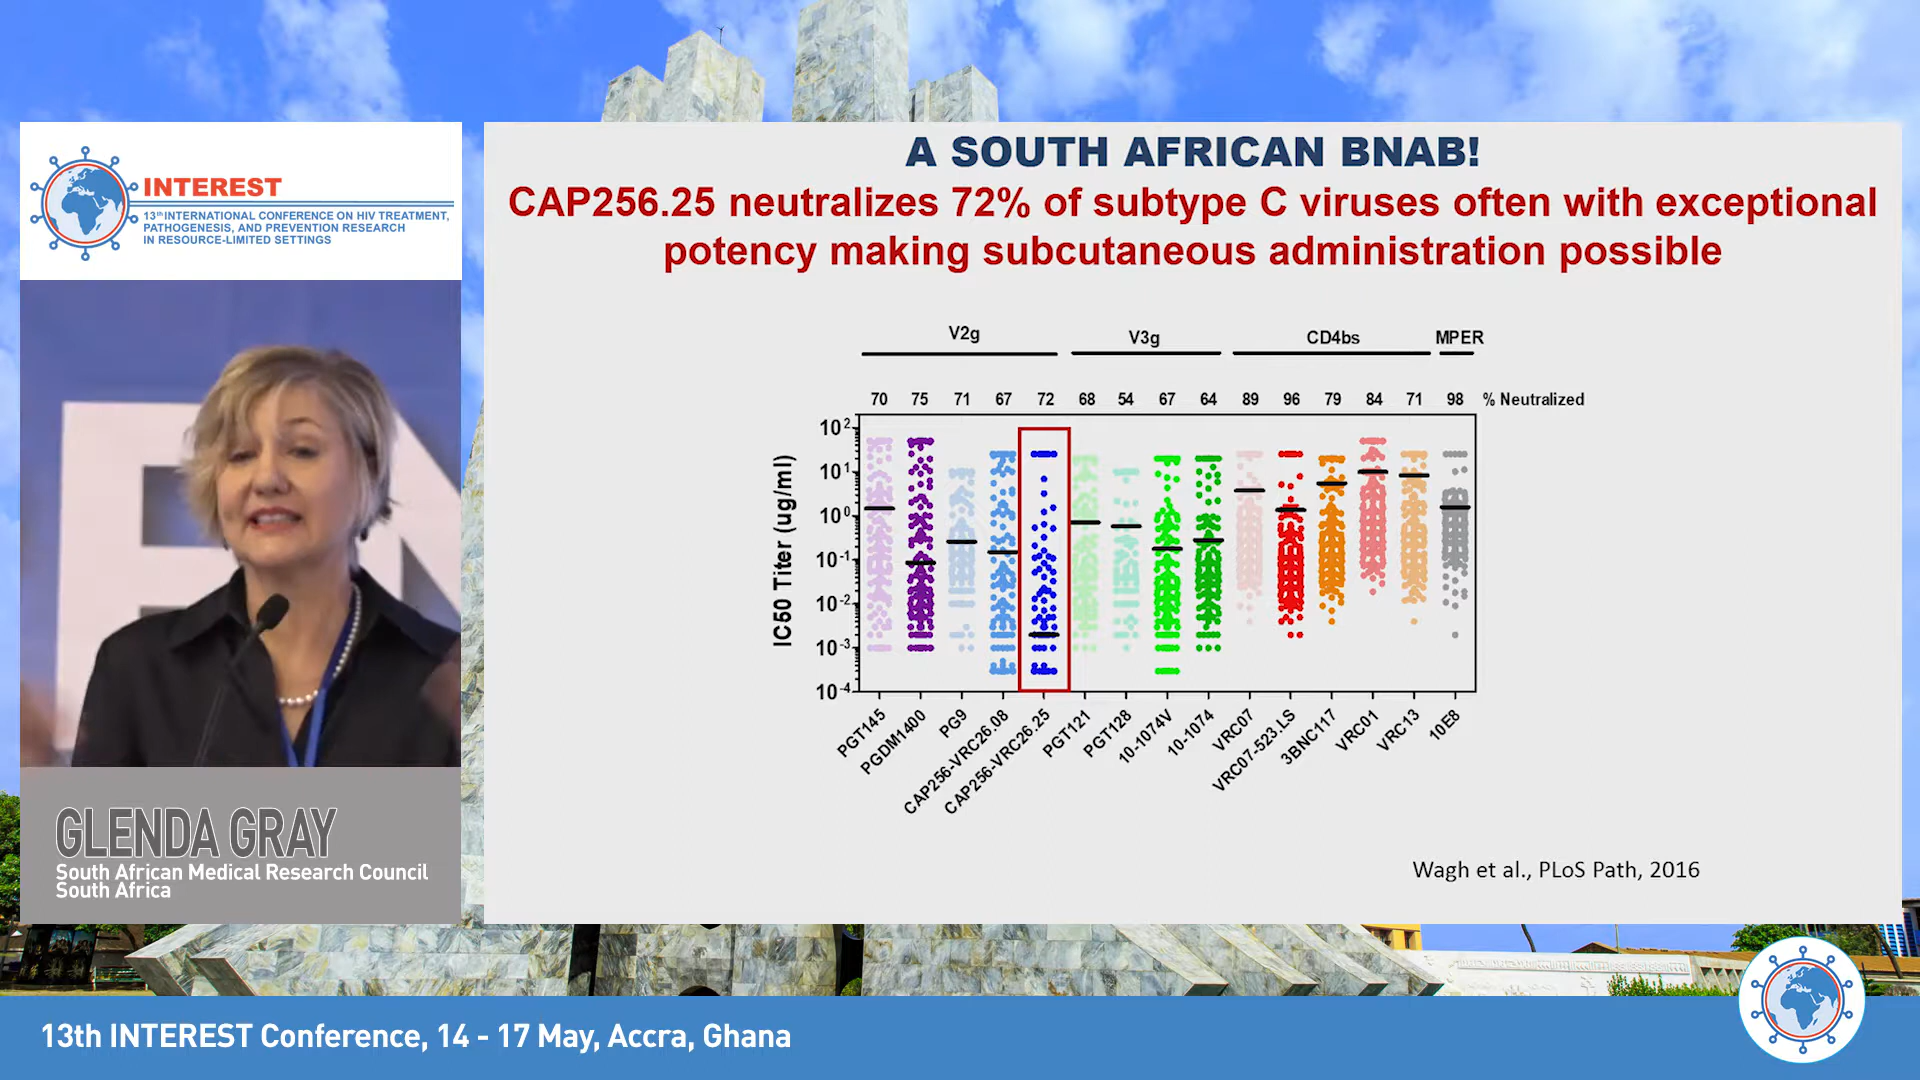 INTEREST
13th INTERNATIONAL CONFERENCE ON HIV TREATMENT,
PATHOGENESIS, AND PREVENTION RESEARCH
IN RESOURCE-LIMITED SETTINGS
GLENDA GRAY
South African Medical Research Council
South Africa
A SOUTH AFRICAN BNAB!
CAP256.25 neutralizes 72% of subtype C viruses often with exceptional
potency making subcutaneous administration possible
V2g V3g CD4bs MPER
70 75 71 67 72 68 54 67 64 89 96 79 84 71 98 % Neutralized
IC50 Titer (ug/ml)
10²
10¹
10⁰
10⁻¹
10⁻²
10⁻³
10⁻⁴
PGT145
PGDM1400
PG9
CAP256-VRC26.08
CAP256-VRC26.25
PGT121
PGT128
10-1074V
10-1074
VRC07
VRC07-523.LS
3BNC117
VRC01
VRC13
10E8
Wagh et al., PLoS Path, 2016
13th INTEREST Conference, 14 - 17 May, Accra, Ghana